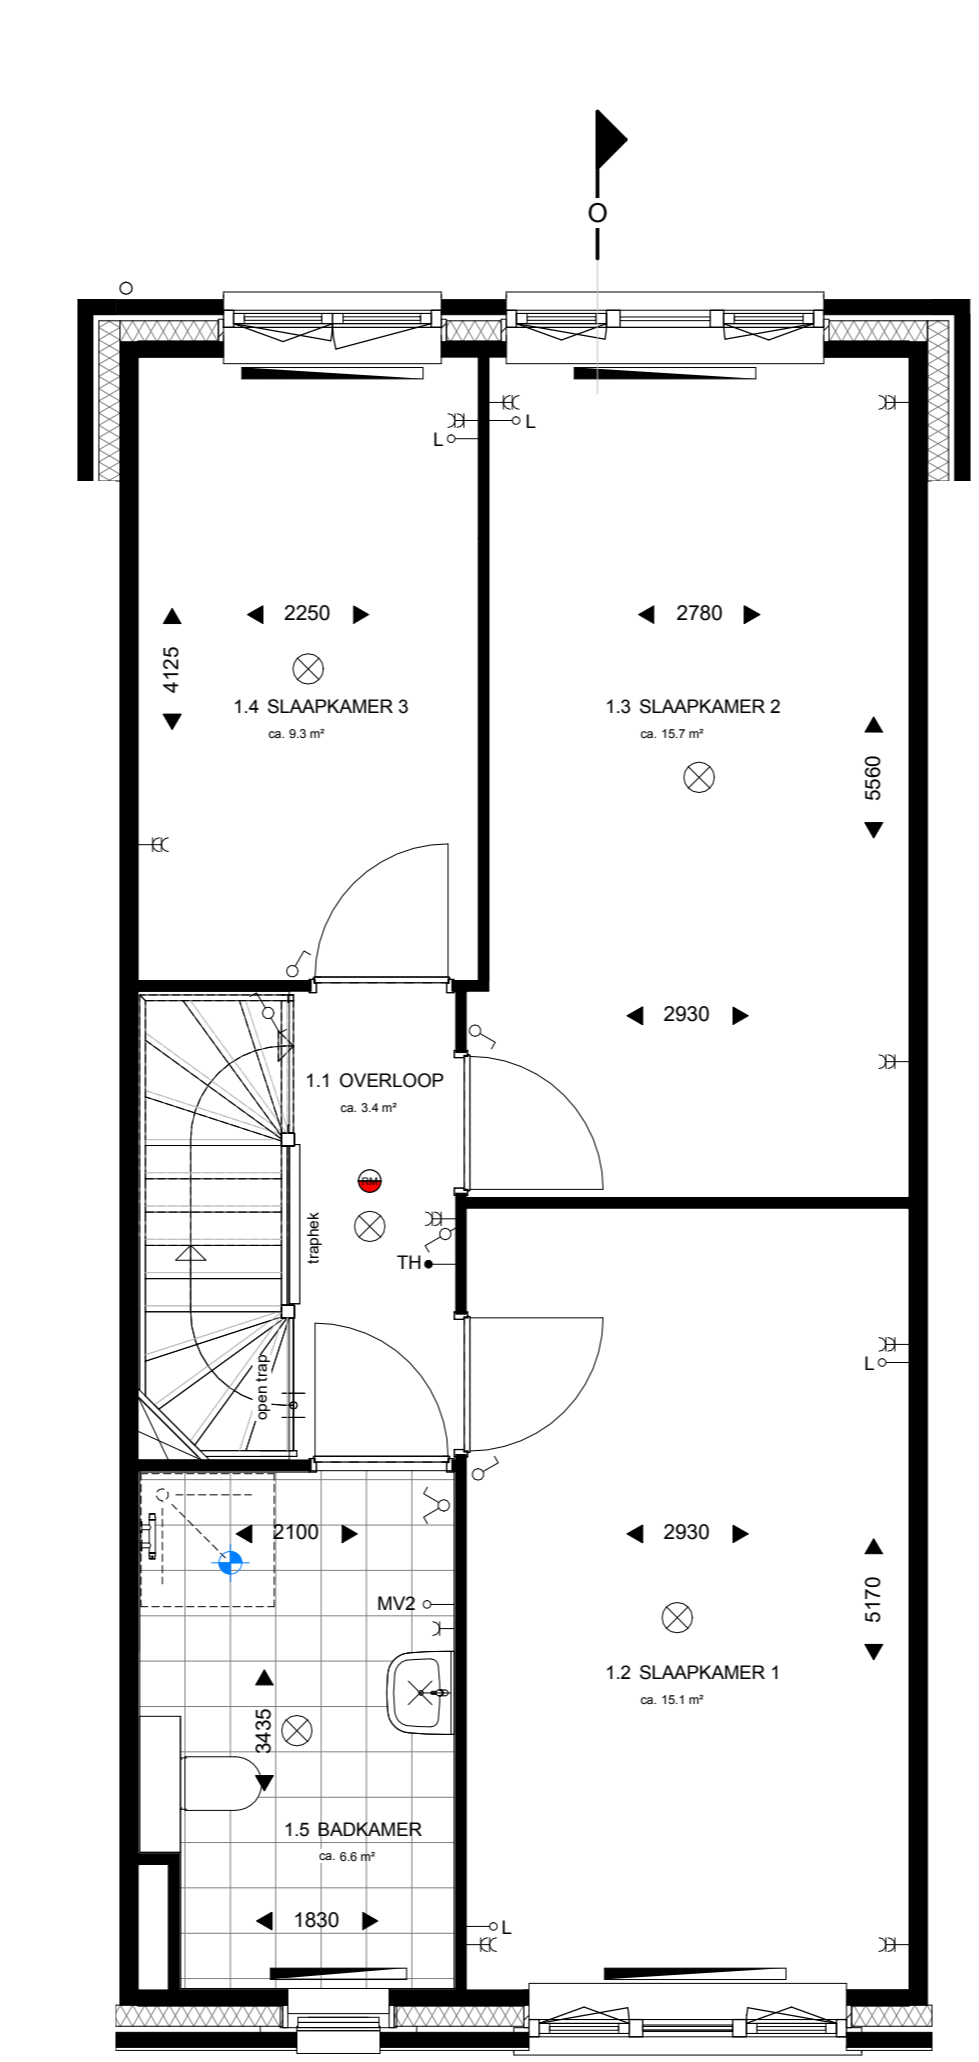 O
L
L
2250
2780
4125
1.4 SLAAPKAMER 3
ca. 9.3 m²
1.3 SLAAPKAMER 2
ca. 15.7 m²
5560
2930
1.1 OVERLOOP
ca. 3.4 m²
RM
traphek
TH
open trap
L
2100
2930
MV2
5170
1.2 SLAAPKAMER 1
ca. 15.1 m²
3435
1.5 BADKAMER
ca. 6.6 m²
1830
L